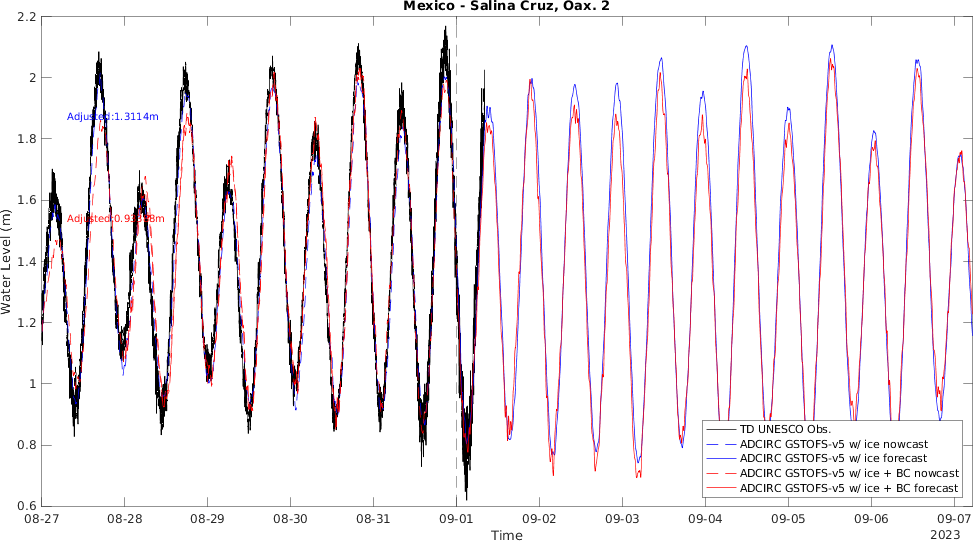 Mexico - Salina Cruz, Oax. 2
2.2
2
1.8
1.6
1.4
1.2
1
0.8
0.6
Water Level (m)
Adjusted:1.3114m
TD UNESCO Obs.
ADCIRC GSTOFS-v5 w/ ice nowcast
ADCIRC GSTOFS-v5 w/ ice forecast
ADCIRC GSTOFS-v5 w/ ice + BC nowcast
ADCIRC GSTOFS-v5 w/ ice + BC forecast
08-27
08-28
08-29
08-30
08-31
09-01
09-02
09-03
09-04
09-05
09-06
09-07
Time
2023